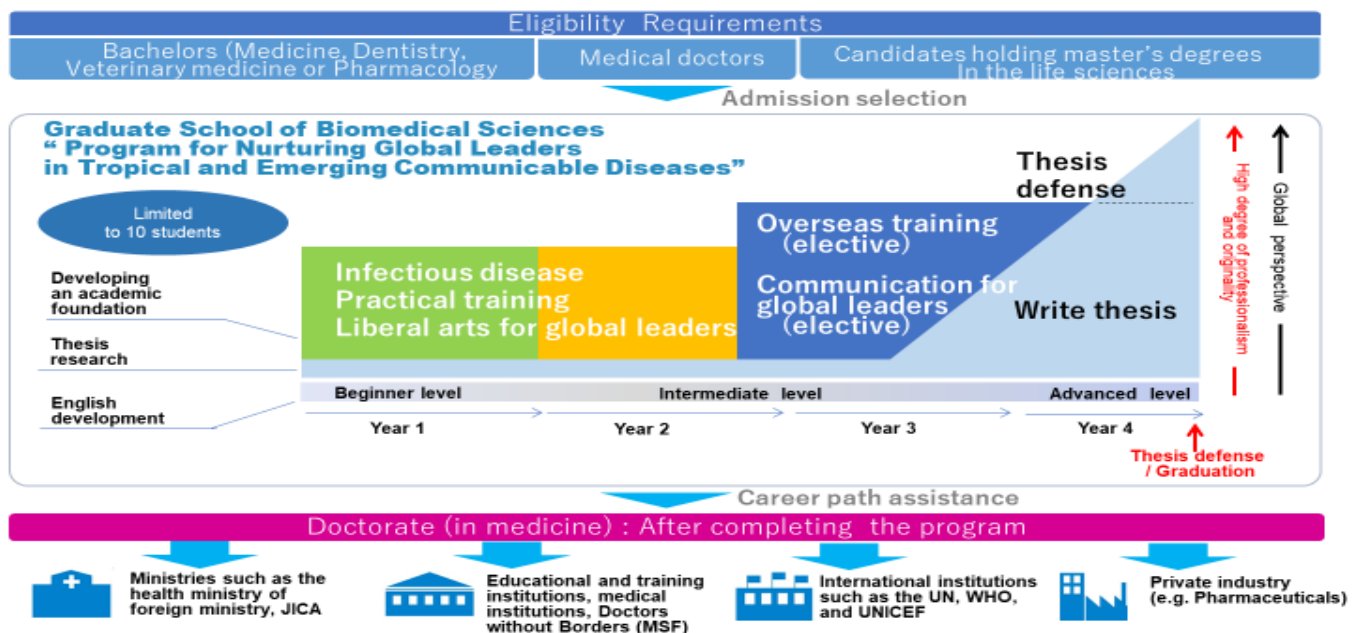 Eligibility Requirements
Bachelors (Medicine, Dentistry,
Veterinary medicine or Pharmacology
Medical doctors
Candidates holding master's degrees
In the life sciences
Admission selection
Graduate School of Biomedical Sciences
“ Program for Nurturing Global Leaders
in Tropical and Emerging Communicable Diseases”
Limited
to 10 students
Developing
an academic
foundation
Thesis
research
English
development
Infectious disease
Practical training
Liberal arts for global leaders
Overseas training
(elective)
Communication for
global leaders
(elective)
Thesis
defense
Write thesis
High degree of professionalism
and originality
Global perspective
Beginner level
Intermediate level
Advanced level
Year 1
Year 2
Year 3
Year 4
Thesis defense
/ Graduation
Career path assistance
Doctorate (in medicine) : After completing the program
Ministries such as the
health ministry of
foreign ministry, JICA
Educational and training
institutions, medical
institutions, Doctors
without Borders (MSF)
International institutions
such as the UN, WHO,
and UNICEF
Private industry
(e.g. Pharmaceuticals)